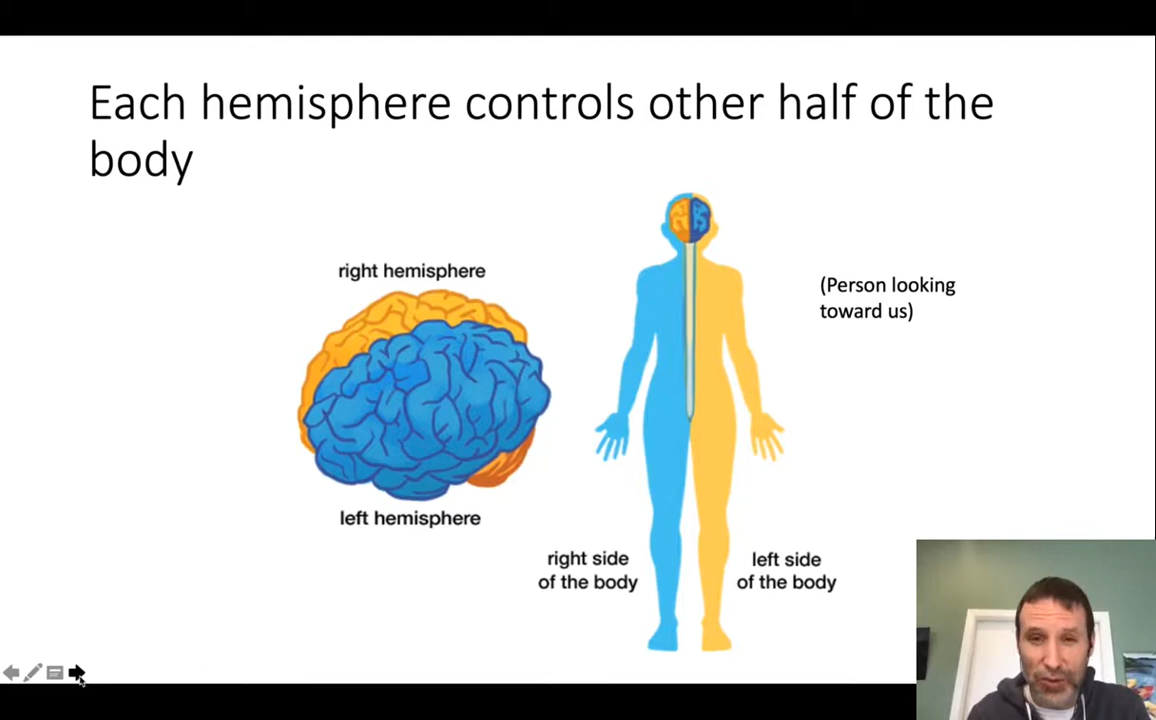 Each hemisphere controls other half of the
body
right hemisphere
left hemisphere
(Person looking
toward us)
right side
of the body
left side
of the body